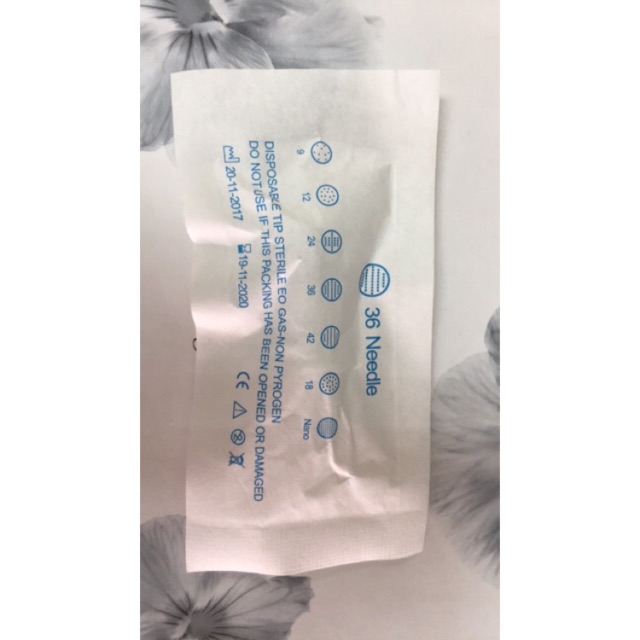 36 Needle
9 12 24 36 42 18 Nano
DISPOSABLE TIP STERILE EO GAS-NON PYROGEN
DO NOT USE IF THIS PACKING HAS BEEN OPENED OR DAMAGED
20-11-2017 19-11-2020 CE